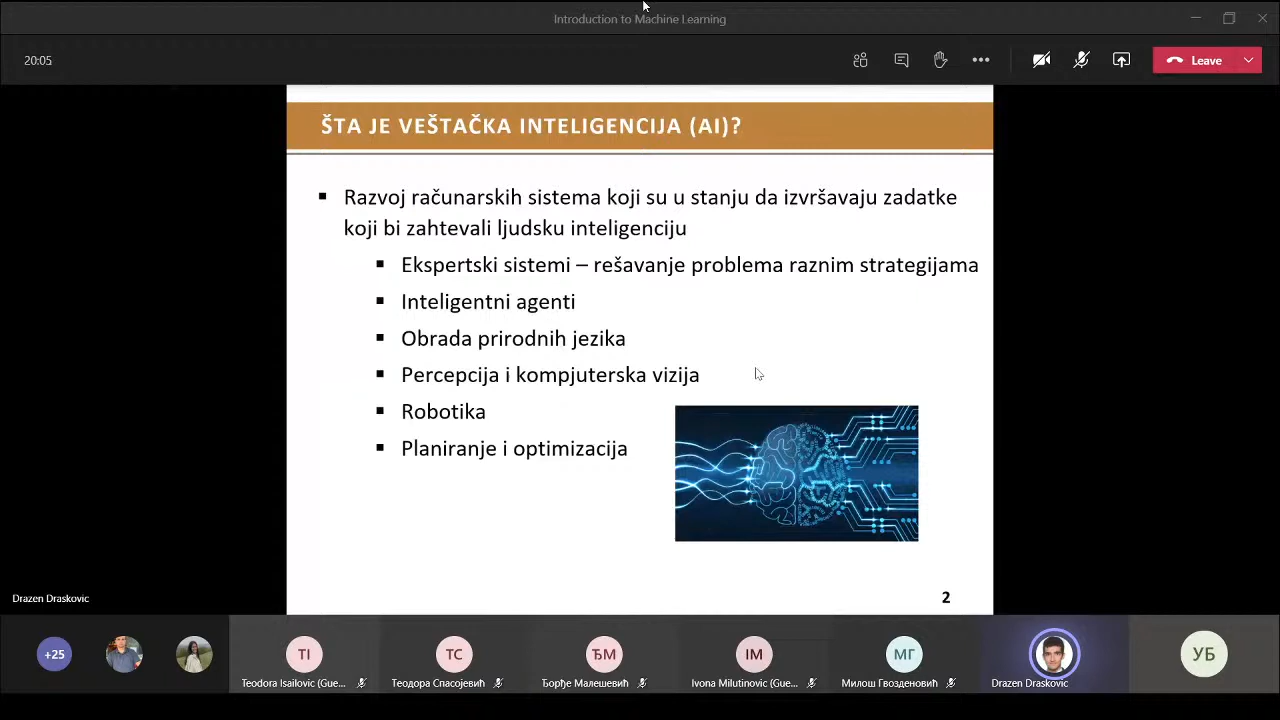 Introduction to Machine Learning
20:05
Leave
ŠTA JE VEŠTAČKA INTELIGENCIJA (AI)?
Razvoj računarskih sistema koji su u stanju da izvršavaju zadatke
koji bi zahtevali ljudsku inteligenciju
Ekspertski sistemi – rešavanje problema raznim strategijama
Inteligentni agenti
Obrada prirodnih jezika
Percepcija i kompjuterska vizija
Robotika
Planiranje i optimizacija
2
Drazen Draskovic
+25
TI
TC
ЂМ
IM
МГ
УБ
Teodora Isailovic (Gue...
Теодора Спасојевић
Ђорђе Малешевић
Ivona Milutinovic (Gue...
Милош Гвозденовић
Drazen Draskovic